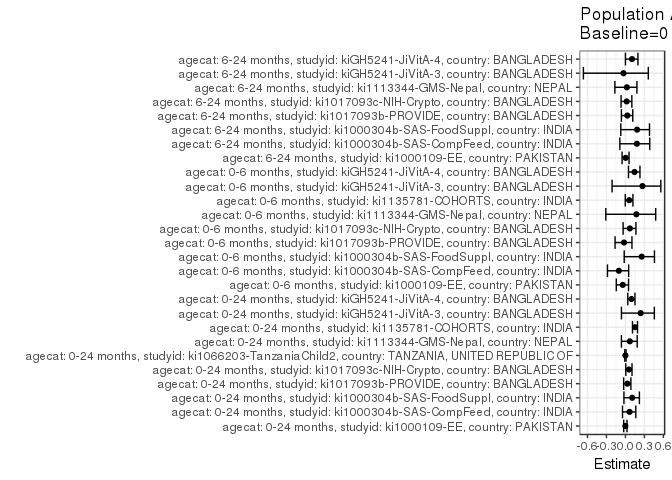 Population
Baseline=0
agecat: 6-24 months, studyid: kiGH5241-JiVitA-4, country: BANGLADESH
agecat: 6-24 months, studyid: kiGH5241-JiVitA-3, country: BANGLADESH
agecat: 6-24 months, studyid: ki1113344-GMS-Nepal, country: NEPAL
agecat: 6-24 months, studyid: ki1017093c-NIH-Crypto, country: BANGLADESH
agecat: 6-24 months, studyid: ki1017093b-PROVIDE, country: BANGLADESH
agecat: 6-24 months, studyid: ki1000304b-SAS-FoodSuppl, country: INDIA
agecat: 6-24 months, studyid: ki1000304b-SAS-CompFeed, country: INDIA
agecat: 6-24 months, studyid: ki1000109-EE, country: PAKISTAN
agecat: 0-6 months, studyid: kiGH5241-JiVitA-4, country: BANGLADESH
agecat: 0-6 months, studyid: kiGH5241-JiVitA-3, country: BANGLADESH
agecat: 0-6 months, studyid: ki1135781-COHORTS, country: INDIA
agecat: 0-6 months, studyid: ki1113344-GMS-Nepal, country: NEPAL
agecat: 0-6 months, studyid: ki1017093c-NIH-Crypto, country: BANGLADESH
agecat: 0-6 months, studyid: ki1017093b-PROVIDE, country: BANGLADESH
agecat: 0-6 months, studyid: ki1000304b-SAS-FoodSuppl, country: INDIA
agecat: 0-6 months, studyid: ki1000304b-SAS-CompFeed, country: INDIA
agecat: 0-6 months, studyid: ki1000109-EE, country: PAKISTAN
agecat: 0-24 months, studyid: kiGH5241-JiVitA-4, country: BANGLADESH
agecat: 0-24 months, studyid: kiGH5241-JiVitA-3, country: BANGLADESH
agecat: 0-24 months, studyid: ki1135781-COHORTS, country: INDIA
agecat: 0-24 months, studyid: ki1113344-GMS-Nepal, country: NEPAL
agecat: 0-24 months, studyid: ki1066203-TanzaniaChild2, country: TANZANIA, UNITED REPUBLIC OF
agecat: 0-24 months, studyid: ki1017093c-NIH-Crypto, country: BANGLADESH
agecat: 0-24 months, studyid: ki1017093b-PROVIDE, country: BANGLADESH
agecat: 0-24 months, studyid: ki1000304b-SAS-FoodSuppl, country: INDIA
agecat: 0-24 months, studyid: ki1000304b-SAS-CompFeed, country: INDIA
agecat: 0-24 months, studyid: ki1000109-EE, country: PAKISTAN
-0.6 -0.3 0.0 0.3 0.6
Estimate